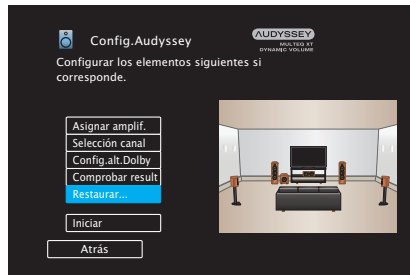 Config.Audyssey
AUDYSSEY
MULTEQ XT
DYNAMIC VOLUME
Configurar los elementos siguientes si
corresponde.
Asignar amplif.
Selección canal
Config.alt.Dolby
Comprobar result
Restaurar...
Iniciar
Atrás